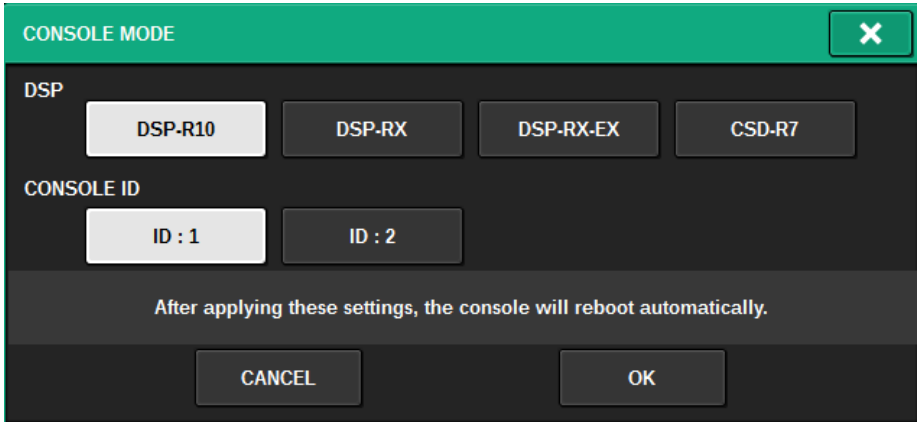 CONSOLE MODE
DSP
DSP-R10 DSP-RX DSP-RX-EX CSD-R7
CONSOLE ID
ID : 1 ID : 2
After applying these settings, the console will reboot automatically.
CANCEL OK